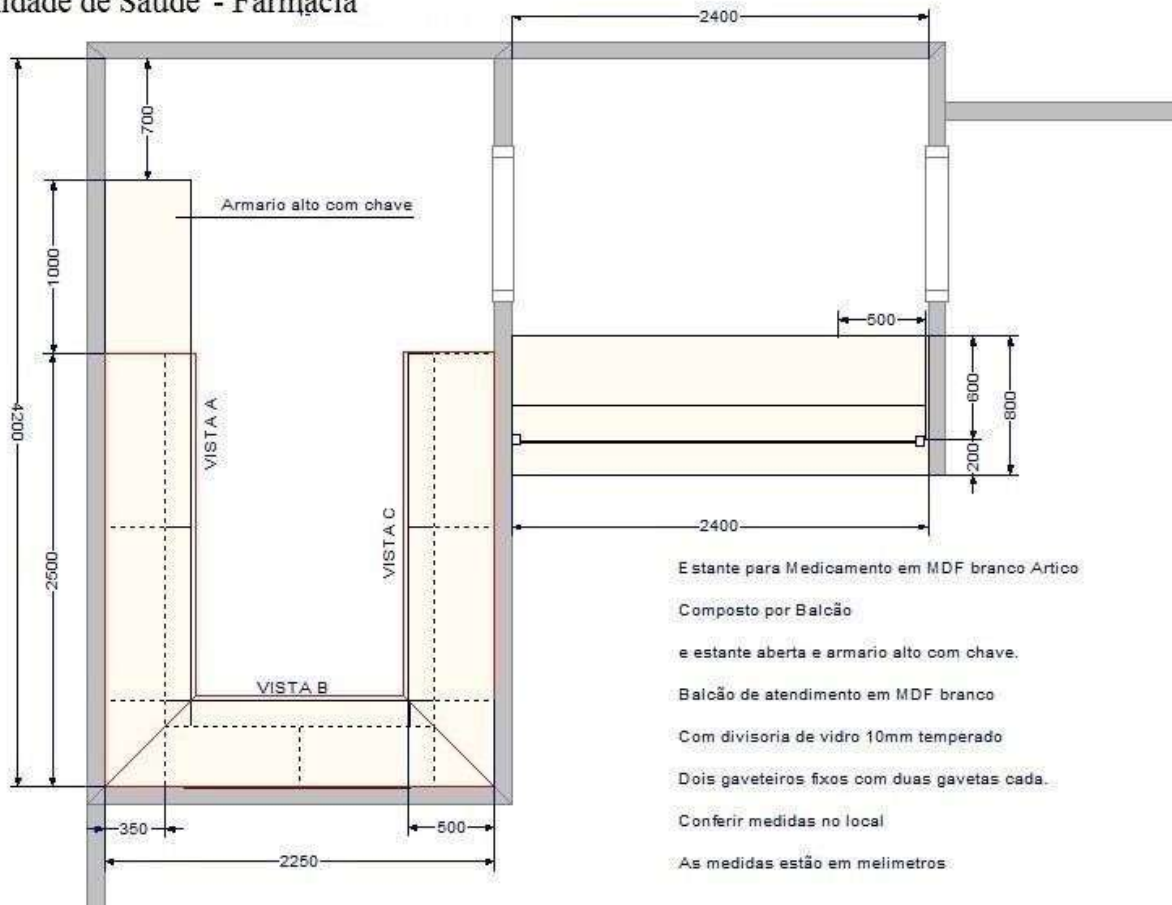 idade de Saúde - Farmácia
2400
700
Armario alto com chave
1000
500
4200
VISTA A
600
800
200
VISTA C
2400
2500
Estante para Medicamento em MDF branco Artico
Composto por Balcão
e estante aberta e armario alto com chave.
VISTA B
Balcão de atendimento em MDF branco
Com divisoria de vidro 10mm temperado
Dois gaveteiros fixos com duas gavetas cada.
350
500
Conferir medidas no local
2250
As medidas estão em melimetros